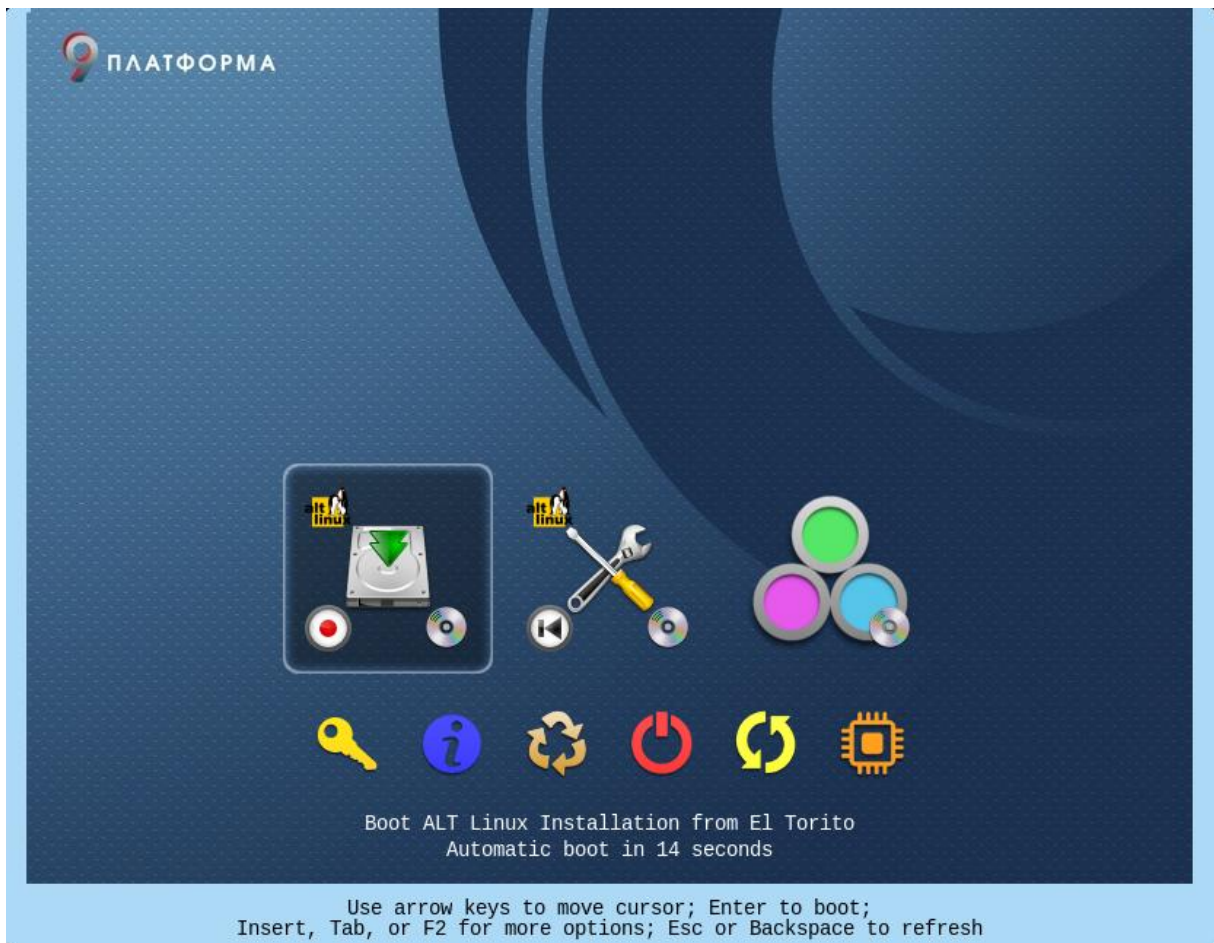 9 ПЛАТФОРМА
alt linux
alt linux
Boot ALT Linux Installation from El Torito
Automatic boot in 14 seconds
Use arrow keys to move cursor; Enter to boot;
Insert, Tab, or F2 for more options; Esc or Backspace to refresh